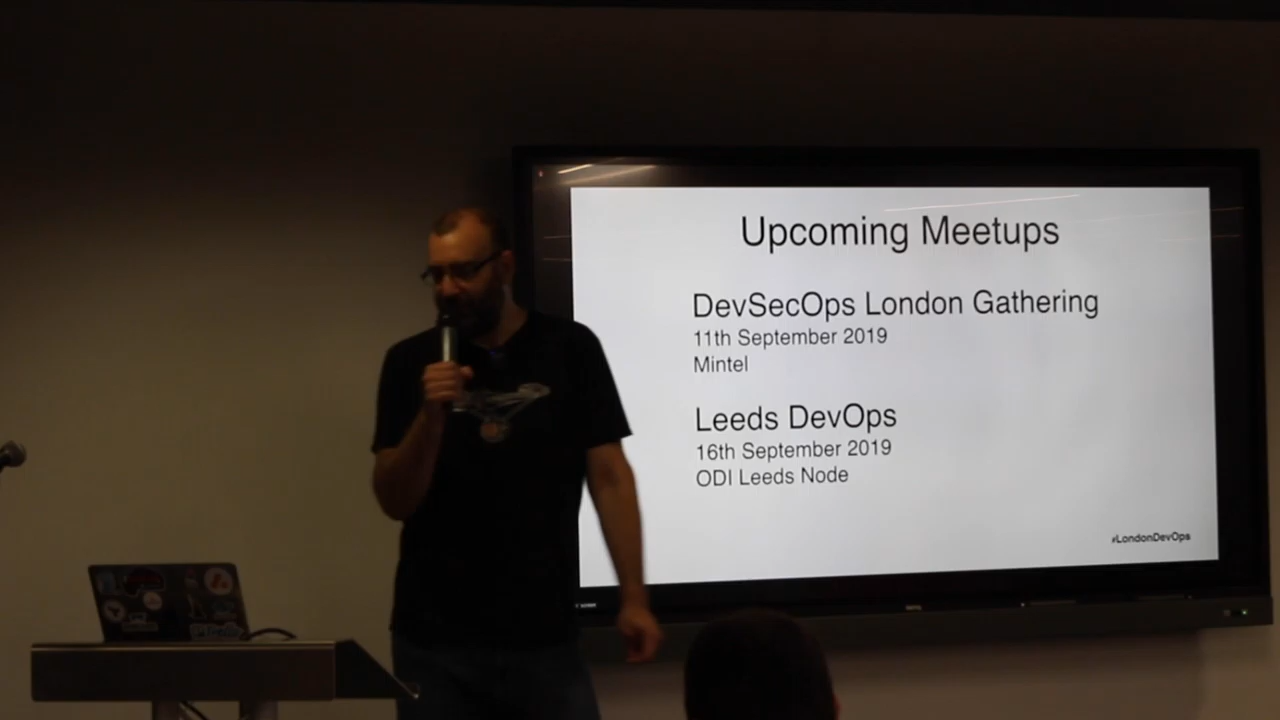 Upcoming Meetups
DevSecOps London Gathering
11th September 2019
Mintel
Leeds DevOps
16th September 2019
ODI Leeds Node
#LondonDevOps